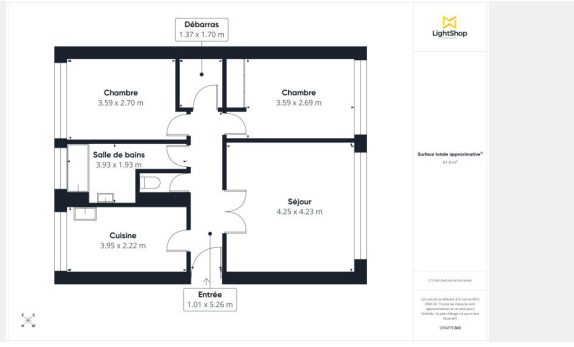 Débarras
1.37 x 1.70 m
LightShop
Chambre
3.59 x 2.70 m
Chambre
3.59 x 2.69 m
Salle de bains
3.93 x 1.93 m
Surface totale approximative
Séjour
4.25 x 4.23 m
Cuisine
3.95 x 2.22 m
Entrée
1.01 x 5.26 m
GIRAFFE360